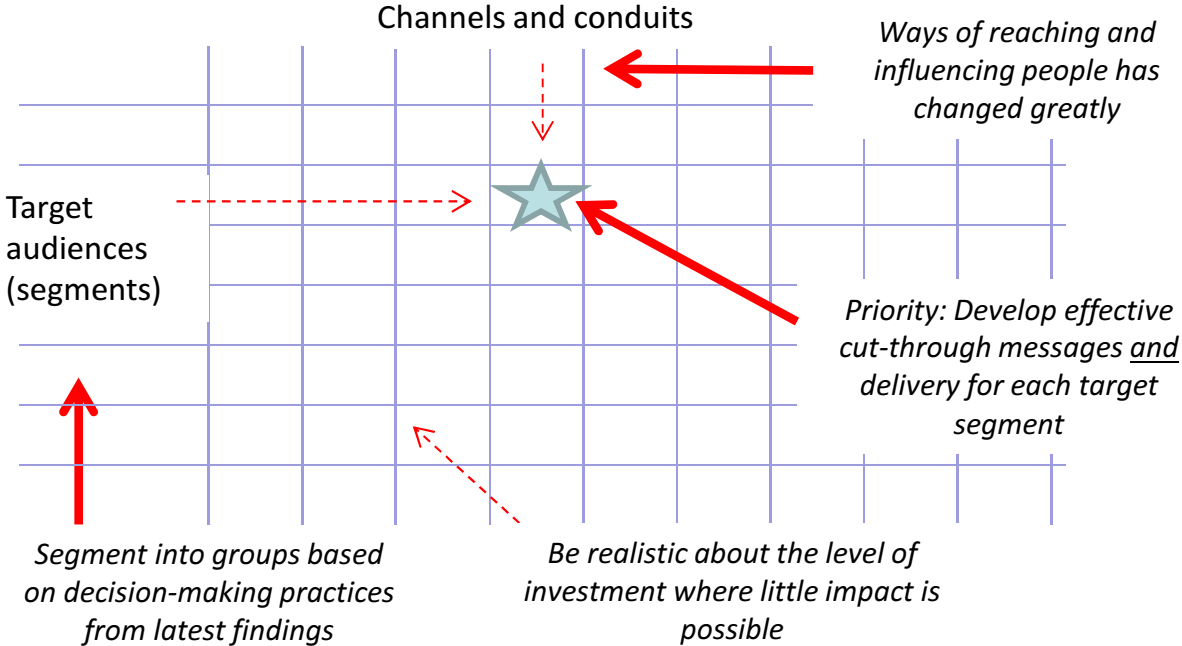 Channels and conduits
Ways of reaching and
influencing people has
changed greatly
Target
audiences
(segments)
Priority: Develop effective
cut-through messages and
delivery for each target
segment
Segment into groups based
on decision-making practices
from latest findings
Be realistic about the level of
investment where little impact is
possible